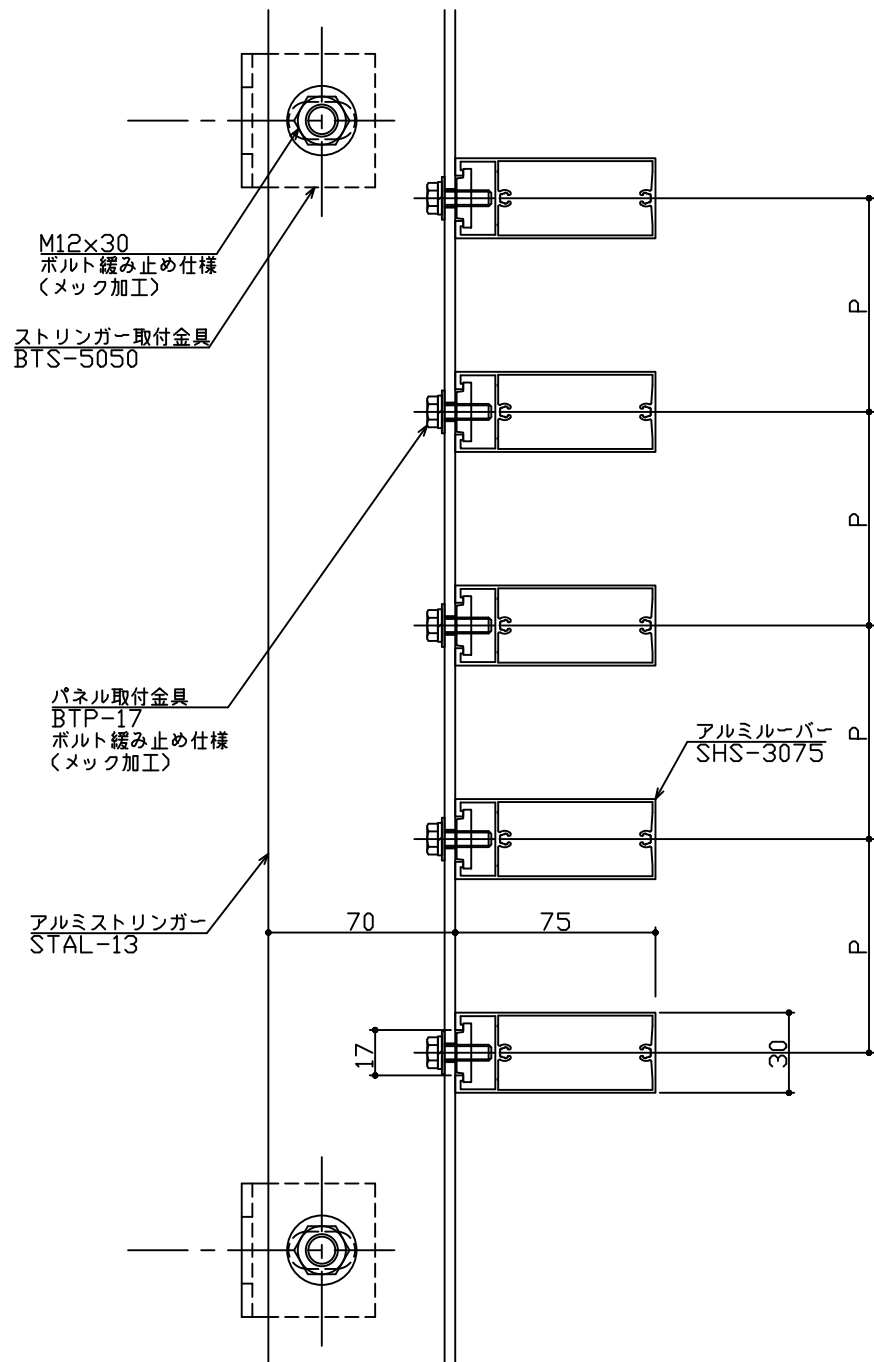 M12×30
ボルト緩み止め仕様
(メック加工)
ストリンガー取付金具
BTS-5050
P
P
パネル取付金具
BTP-17
ボルト緩み止め仕様
(メック加工)
アルミルーバー
SHS-3075
P
アルミストリンガー
STAL-13
70
75
P
17
30